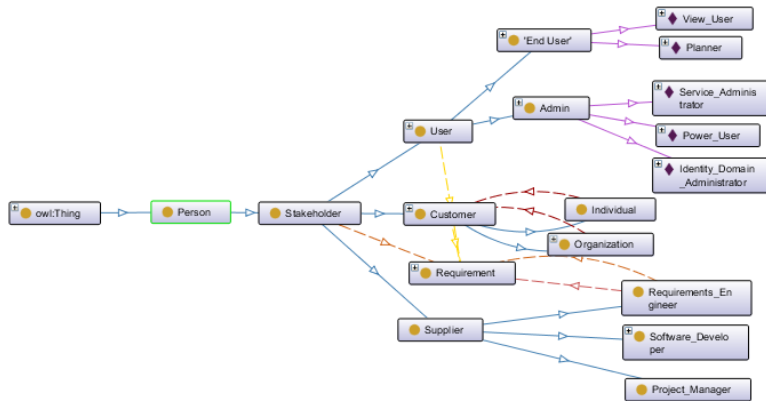 View_User
'End User'
Planner
Service_Adminis
trator
Admin
User
Power_User
Identity_Domain
_Administrator
owl:Thing
Person
Stakeholder
Customer
Individual
Organization
Requirement
Requirements_En
gineer
Supplier
Software_Develo
per
Project_Manager